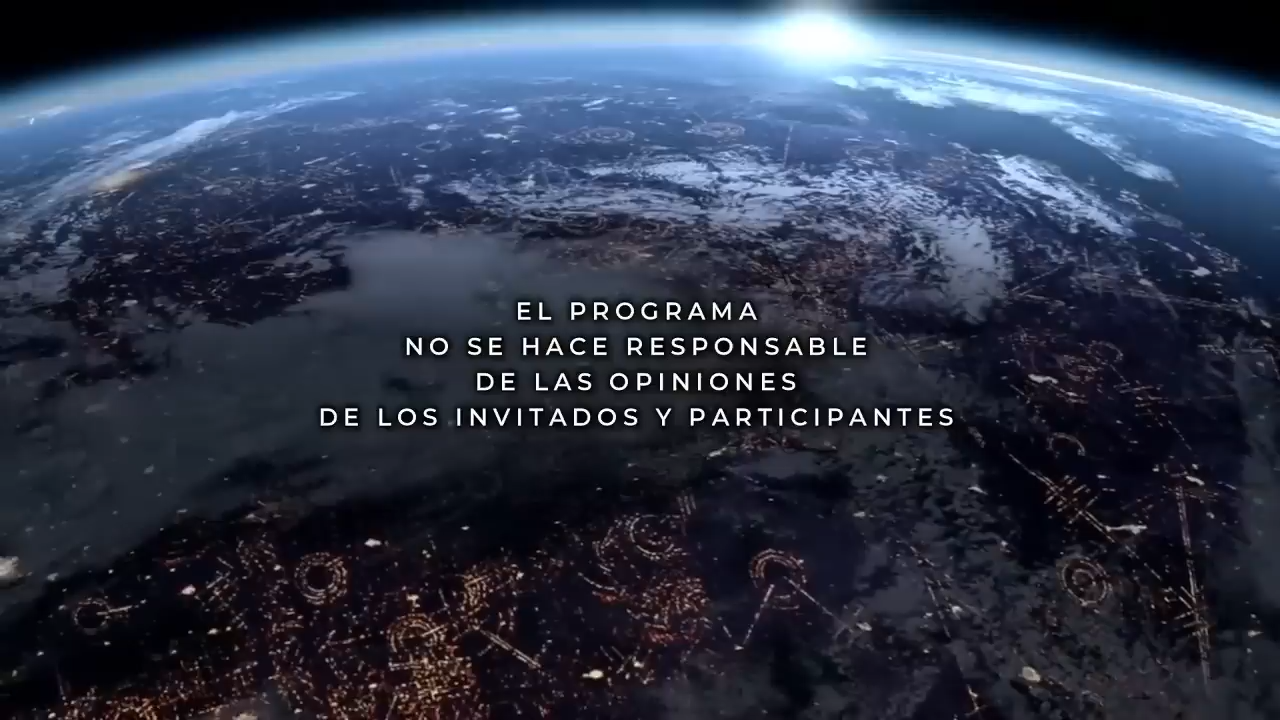 EL PROGRAMA
NO SE HACE RESPONSABLE
DE LAS OPINIONES
DE LOS INVITADOS Y PARTICIPANTES